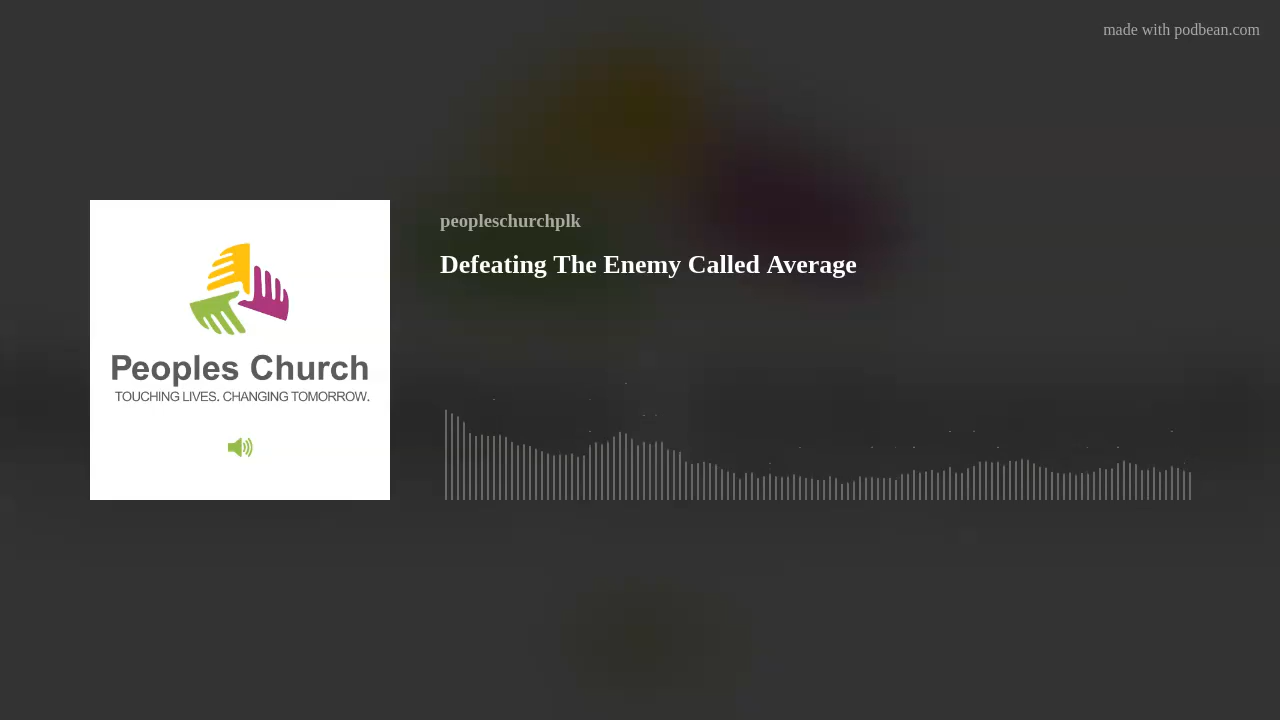 made with podbean.com
peopleschurchplk
Defeating The Enemy Called Average
Peoples Church
TOUCHING LIVES. CHANGING TOMORROW.